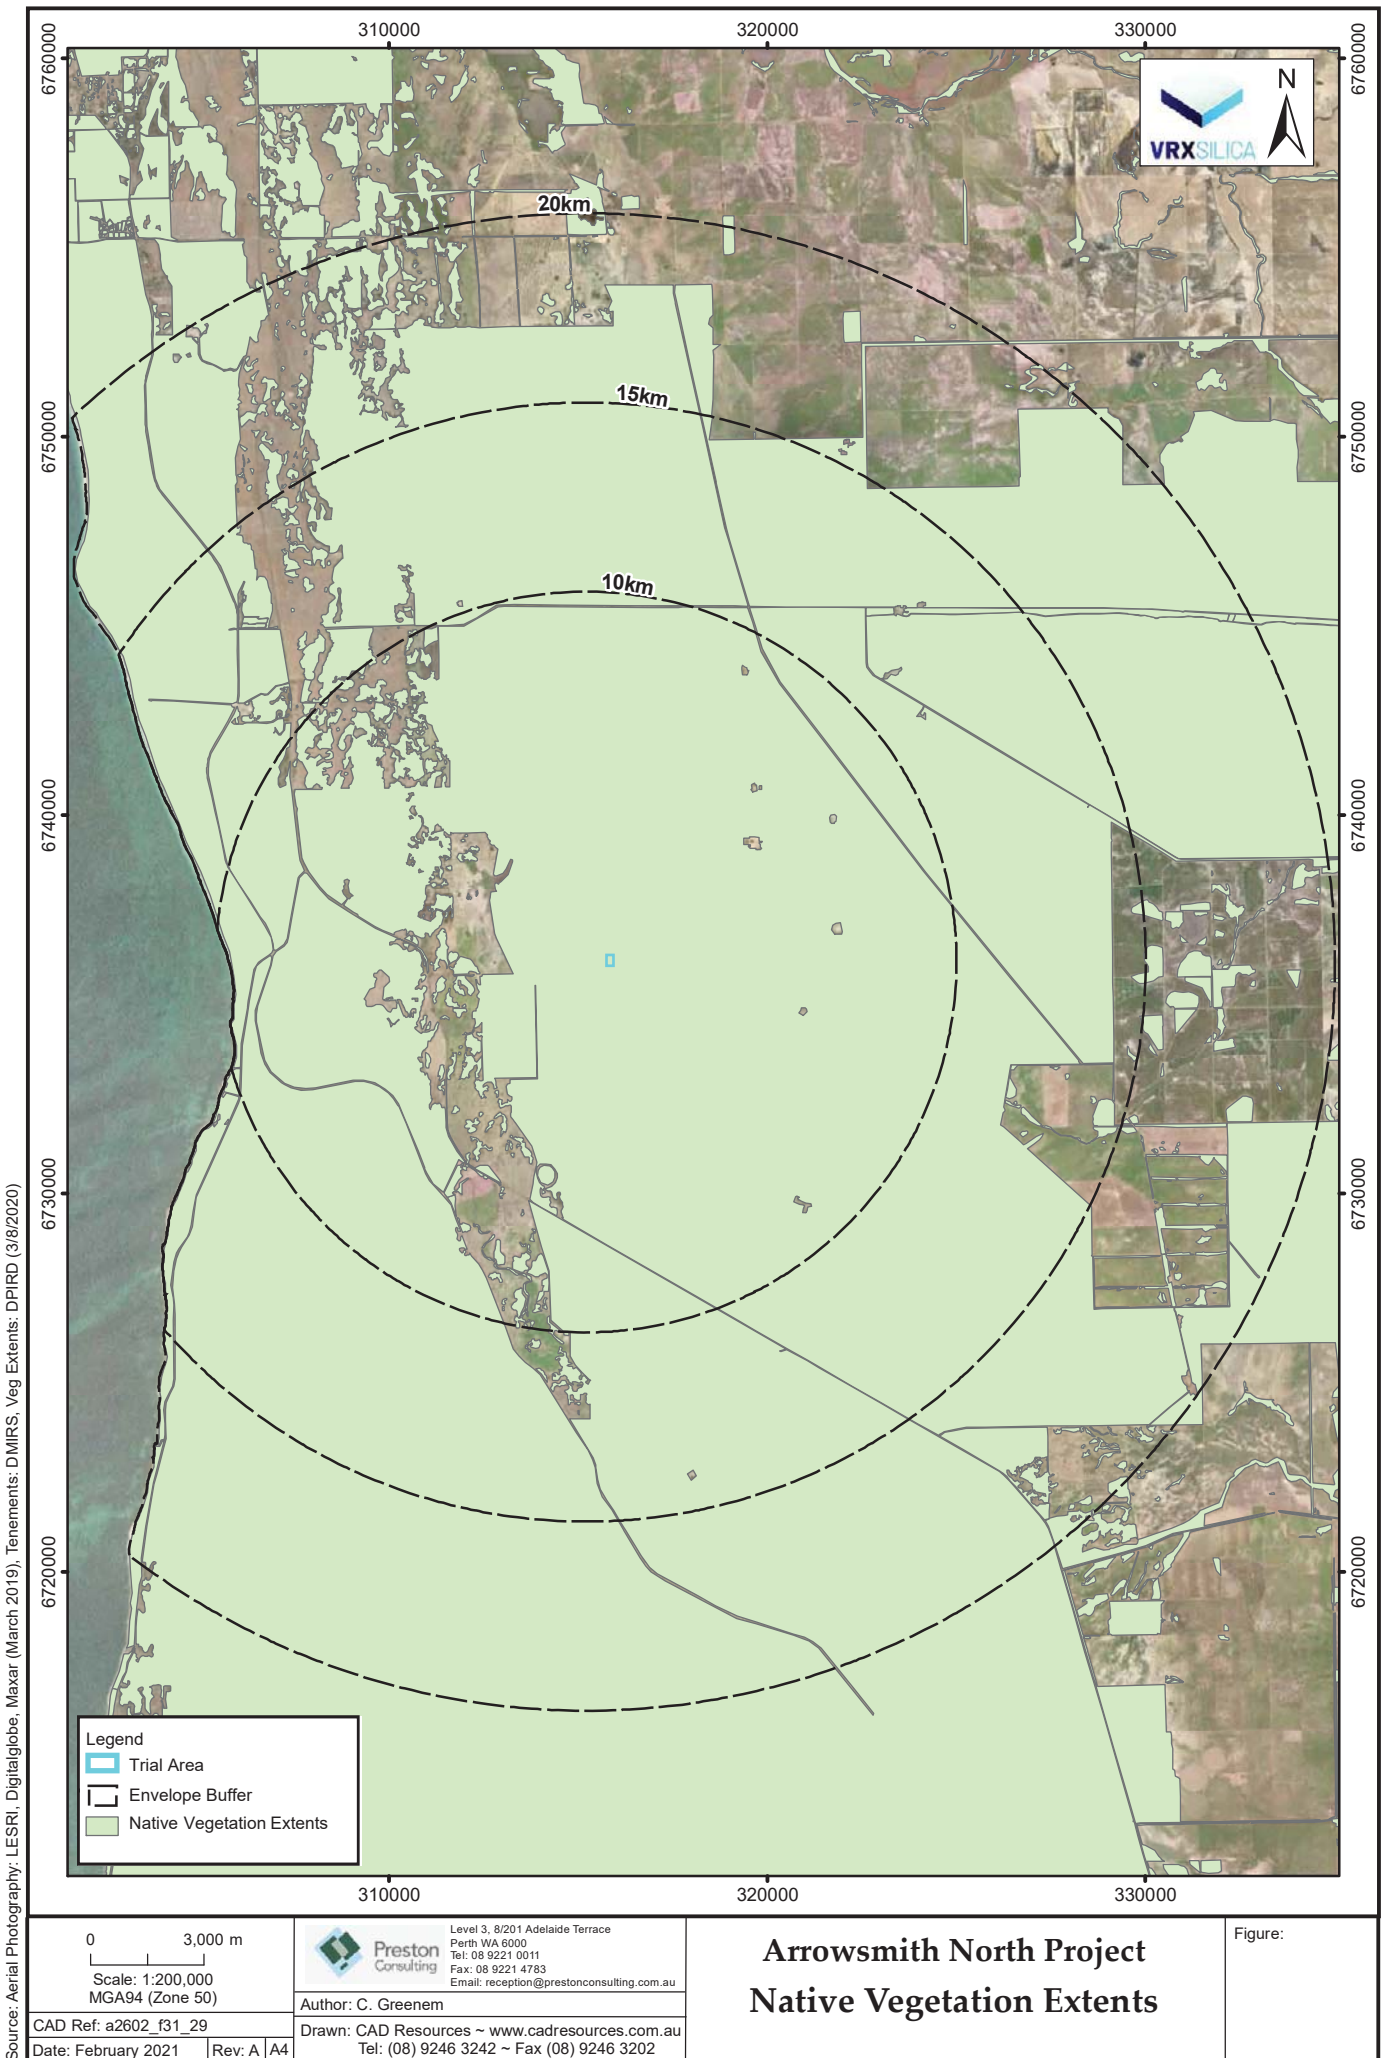 310000
320000
330000
6760000
6760000
N
VRXSILICA
20km
15km
6750000
6750000
10km
6740000
6740000
6730000
6730000
6720000
6720000
Legend
Trial Area
Envelope Buffer
Native Vegetation Extents
310000
320000
330000
Source: Aerial Photography: LESRI, Digitalglobe, Maxar (March 2019), Tenements: DMIRS, Veg Extents: DPIRD (3/8/2020)
0 3,000 m
Scale: 1:200,000
MGA94 (Zone 50)
CAD Ref: a2602_f31_29
Date: February 2021
Rev: A
A4
Preston
Consulting
Level 3, 8/201 Adelaide Terrace
Perth WA 6000
Tel: 08 9221 0011
Fax: 08 9221 4783
Email: reception@prestonconsulting.com.au
Author: C. Greenem
Drawn: CAD Resources ~ www.cadresources.com.au
Tel: (08) 9246 3242 ~ Fax (08) 9246 3202
Arrowsmith North Project
Native Vegetation Extents
Figure: